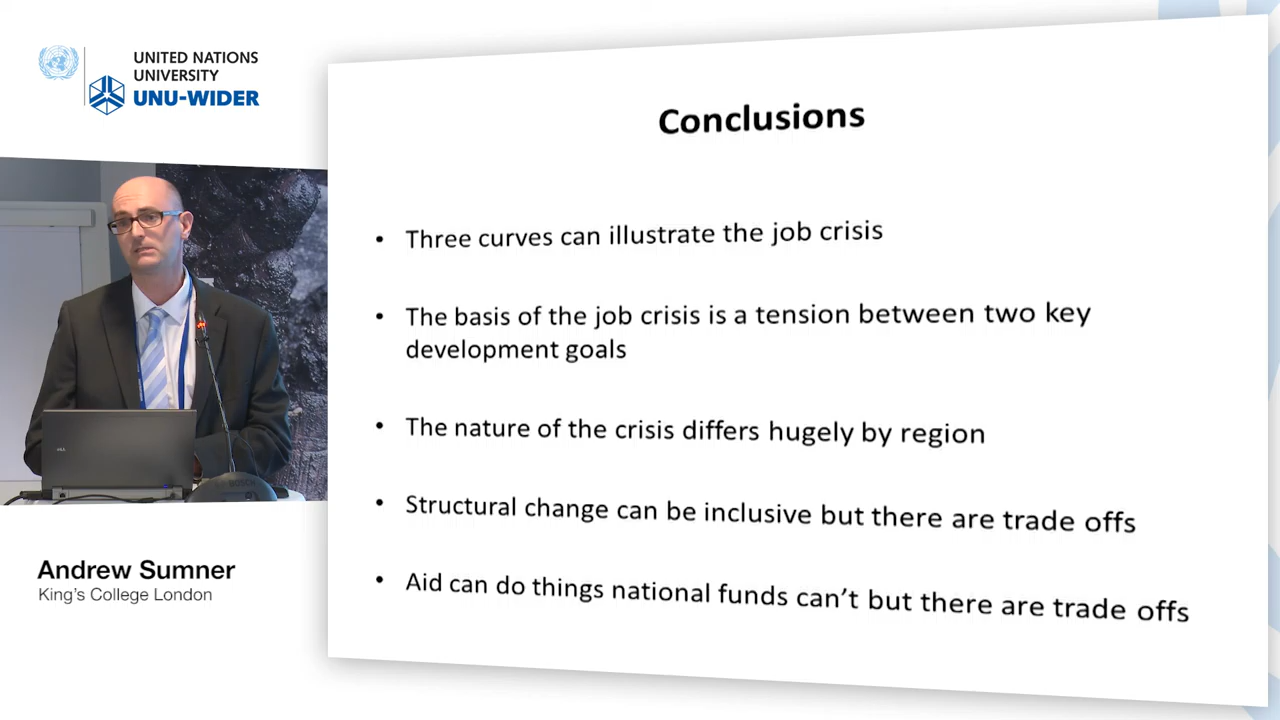 UNITED NATIONS
UNIVERSITY
UNU-WIDER
Andrew Sumner
King's College London
Conclusions
• Three curves can illustrate the job crisis
• The basis of the job crisis is a tension between two key
development goals
• The nature of the crisis differs hugely by region
• Structural change can be inclusive but there are trade offs
• Aid can do things national funds can't but there are trade offs
BOSCH